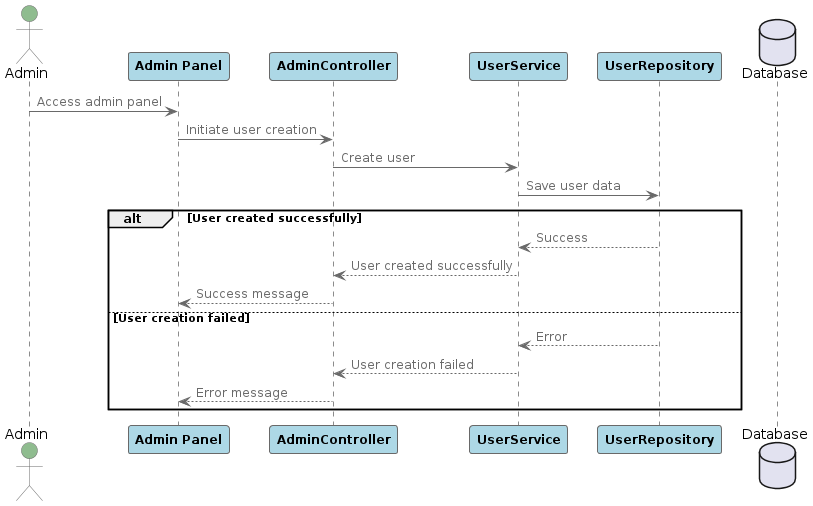 Admin
Admin Panel
AdminController
UserService
UserRepository
Database
Access admin panel
Initiate user creation
Create user
Save user data
alt [User created successfully]
Success
User created successfully
Success message
[User creation failed]
Error
User creation failed
Error message
Admin
Admin Panel
AdminController
UserService
UserRepository
Database